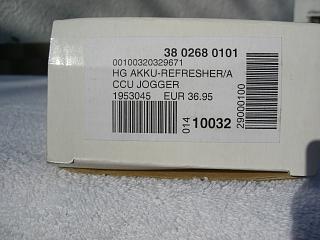 38 0268 0101
00100320329671
HG AKKU-REFRESHER/A
CCU JOGGER
1953045 EUR 36.95
014 10032
29000100